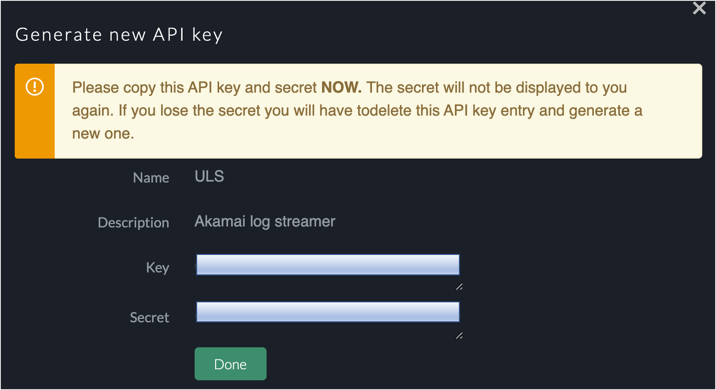 Generate new API key
Please copy this API key and secret NOW. The secret will not be displayed to you
again. If you lose the secret you will have todelete this API key entry and generate a
new one.
Name ULS
Description Akamai log streamer
Key
Secret
Done